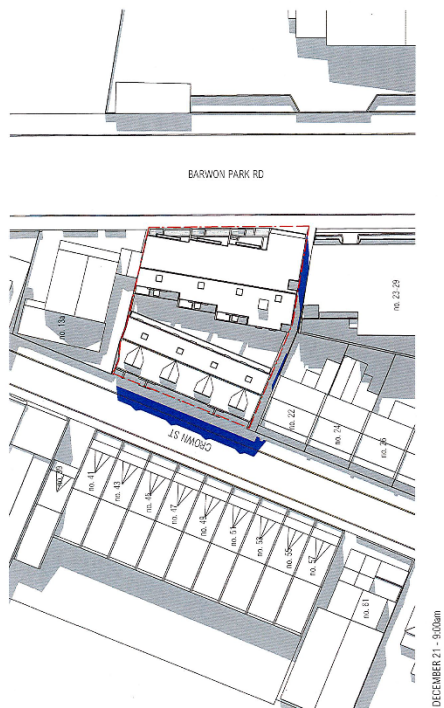 BARWON PARK RD
no. 13a
no. 23-29
no. 22
no. 24
no. 26
CROWN ST
no. 39
no. 41
no. 43
no. 45
no. 47
no. 49
no. 51
no. 53
no. 55
no. 57
no. 61
DECEMBER 21 - 9:00am